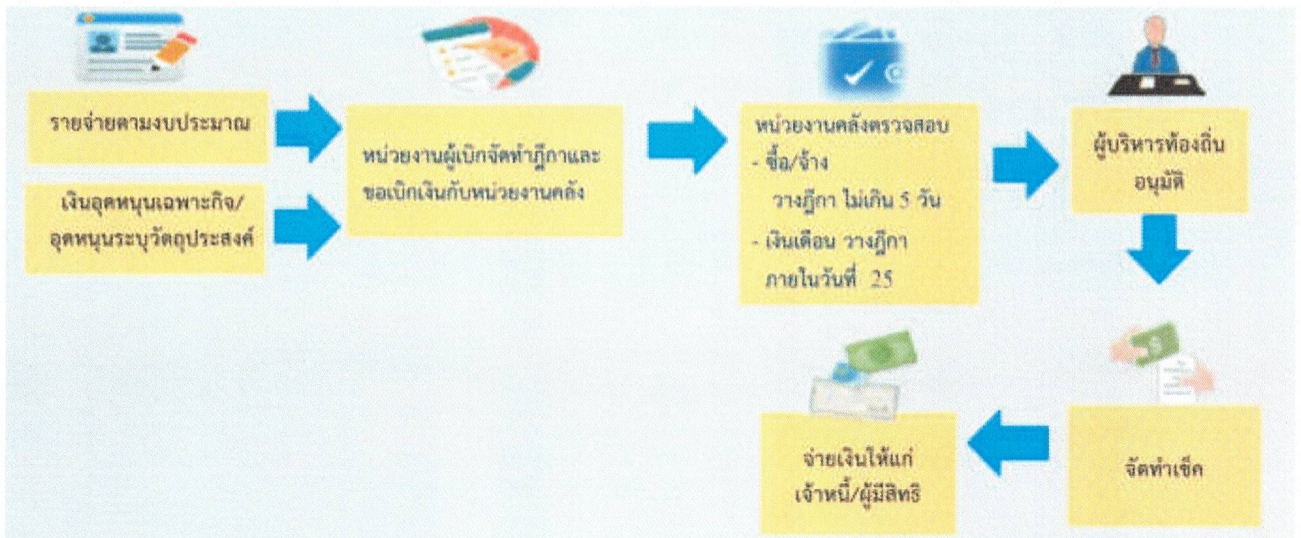 รายจ่ายตามงบประมาณ
เงินอุดหนุนเฉพาะกิจ/
อุดหนุนระบุวัตถุประสงค์
หน่วยงานผู้เบิกจัดทำฎีกาและ
ขอเบิกเงินกับหน่วยงานคลัง
หน่วยงานคลังตรวจสอบ
- ซื้อ/จ้าง
วางฎีกา ไม่เกิน 5 วัน
- เงินเดือน วางฎีกา
ภายในวันที่ 25
ผู้บริหารท้องถิ่น
อนุมัติ
จัดทำเช็ค
จ่ายเงินให้แก่
เจ้าหนี้/ผู้มีสิทธิ